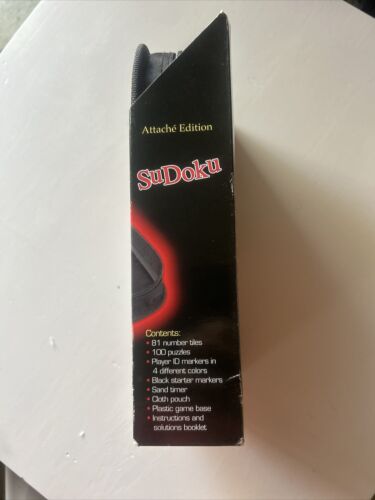 Attaché Edition
SuDoku
Contents:
• 81 number tiles
• 100 puzzles
• Player ID markers in
4 different colors
• Black starter markers
• Sand timer
• Cloth pouch
• Plastic game base
• Instructions and
solutions booklet